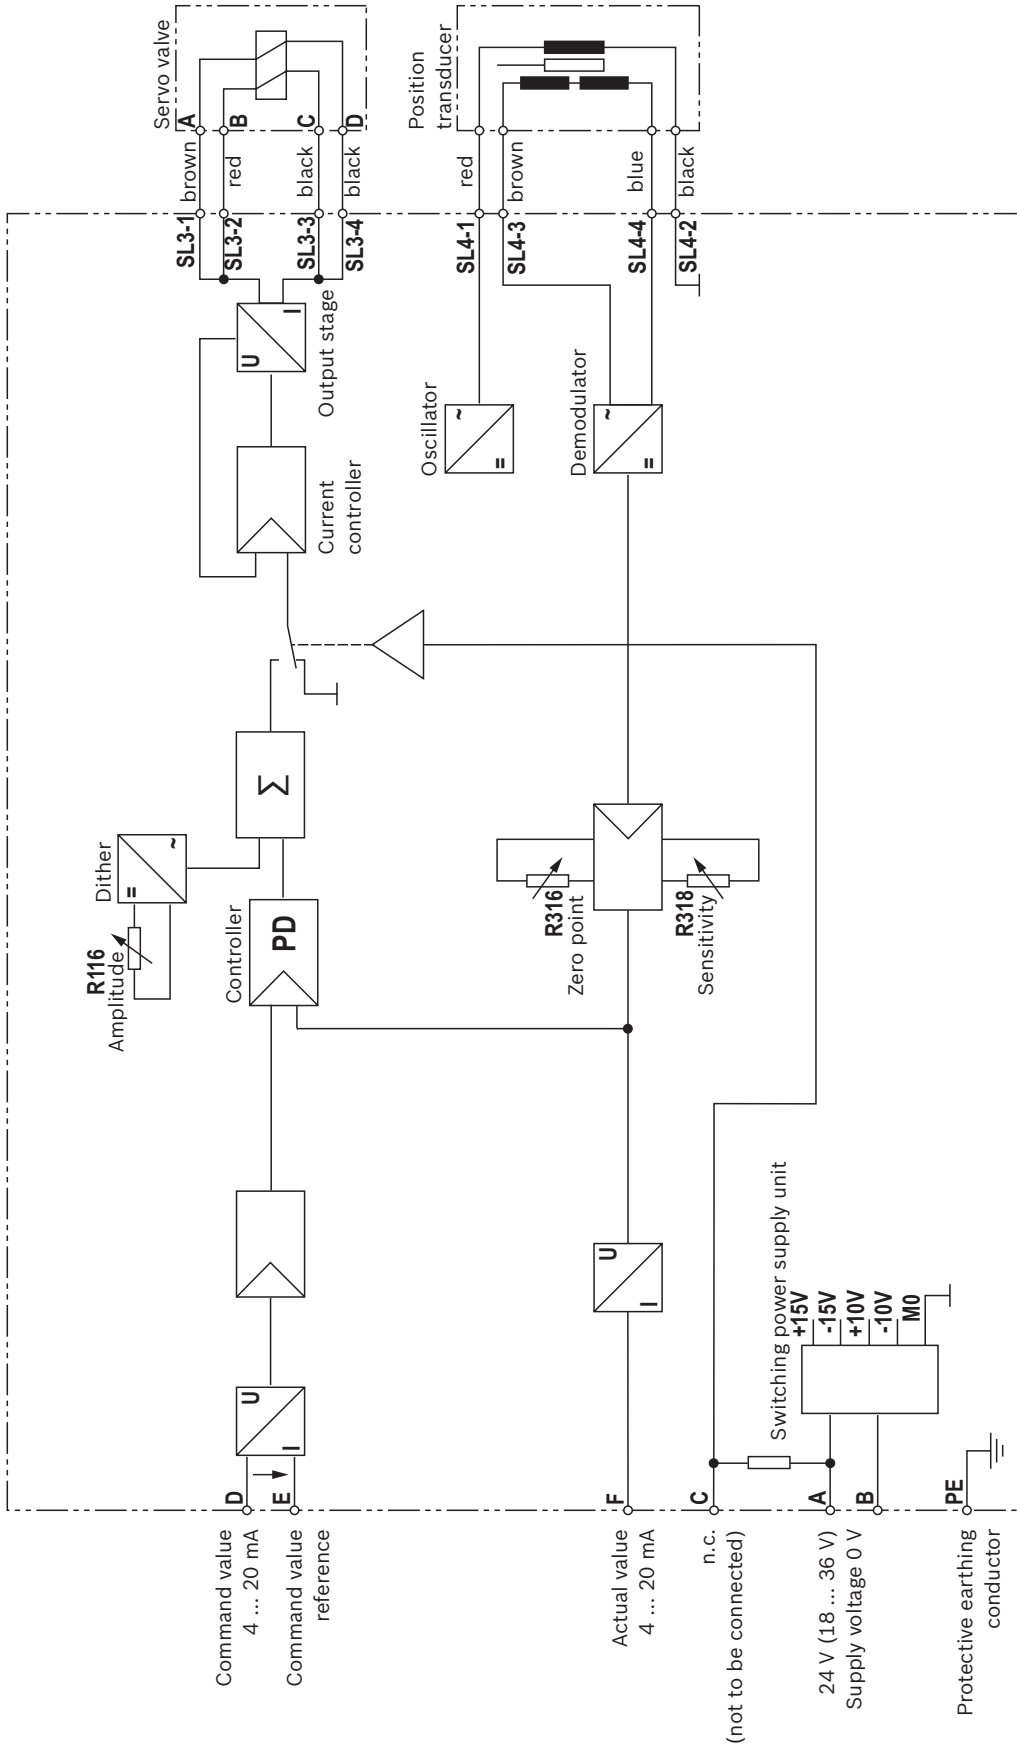 Servo valve
A
B
C
D
brown
red
black
black
SL3-1
SL3-2
SL3-3
SL3-4
Position
transducer
red
brown
blue
black
SL4-1
SL4-3
SL4-4
SL4-2
U
I
Output stage
Current
controller
Oscillator
=
~
Demodulator
=
~
Σ
Dither
=
~
R116
Amplitude
Controller
PD
R316
Zero point
R318
Sensitivity
U
I
U
I
Switching power supply unit
+15V
-15V
+10V
-10V
M0
D
E
F
C
A
B
PE
Command value
4 ... 20 mA
Command value
reference
Actual value
4 ... 20 mA
n.c.
(not to be connected)
24 V (18 ... 36 V)
Supply voltage 0 V
Protective earthing
conductor